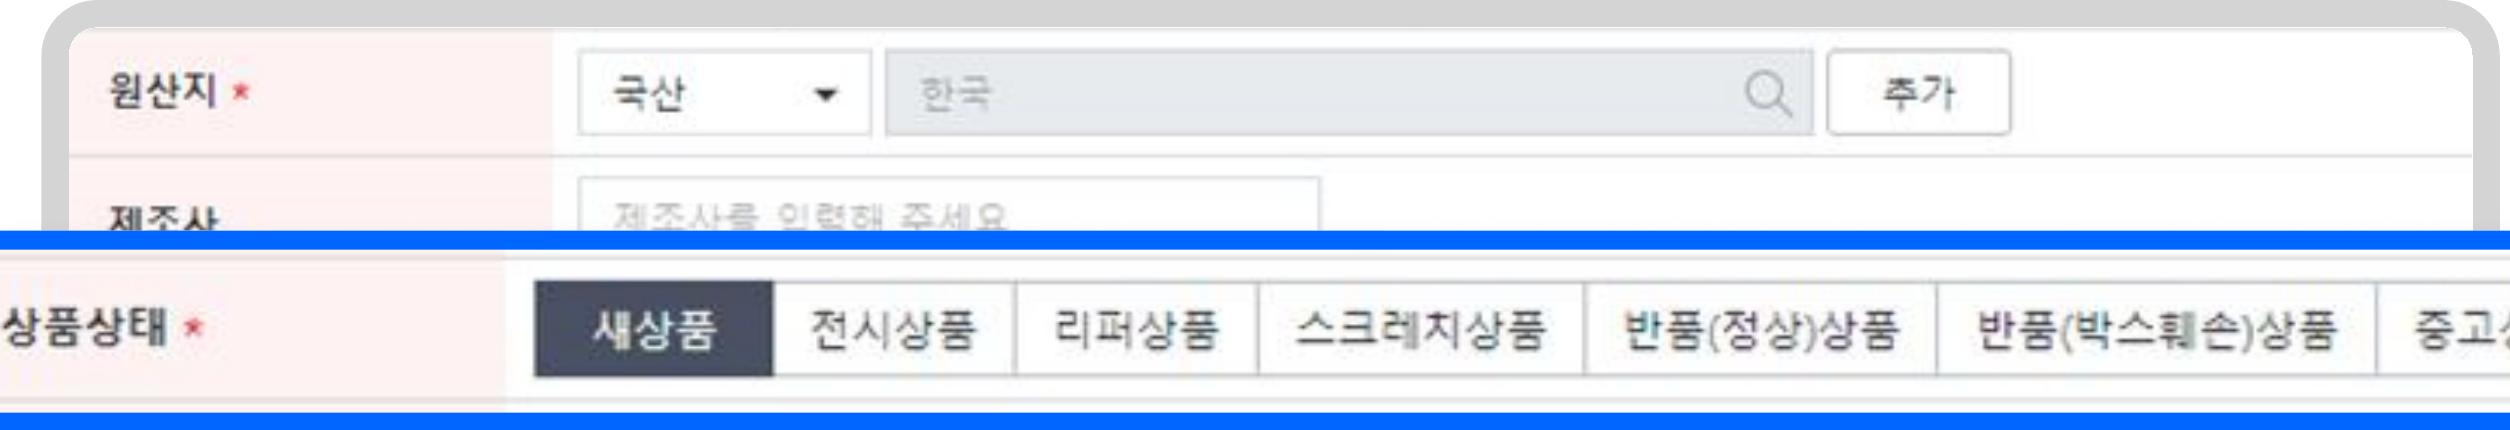 원산지 * 국산 한국 추가
제조사 제조사를 입력해 주세요
상품상태 * 새상품 전시상품 리퍼상품 스크레치상품 반품(정상)상품 반품(박스훼손)상품 중고